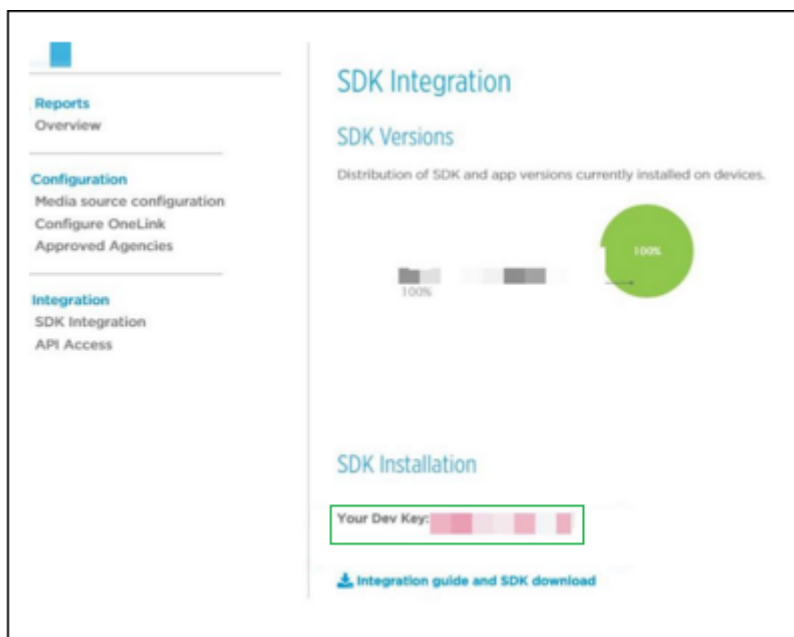 Reports
Overview
Configuration
Media source configuration
Configure OneLink
Approved Agencies
Integration
SDK Integration
API Access
SDK Integration
SDK Versions
Distribution of SDK and app versions currently installed on devices.
100%
100%
SDK Installation
Your Dev Key:
Integration guide and SDK download